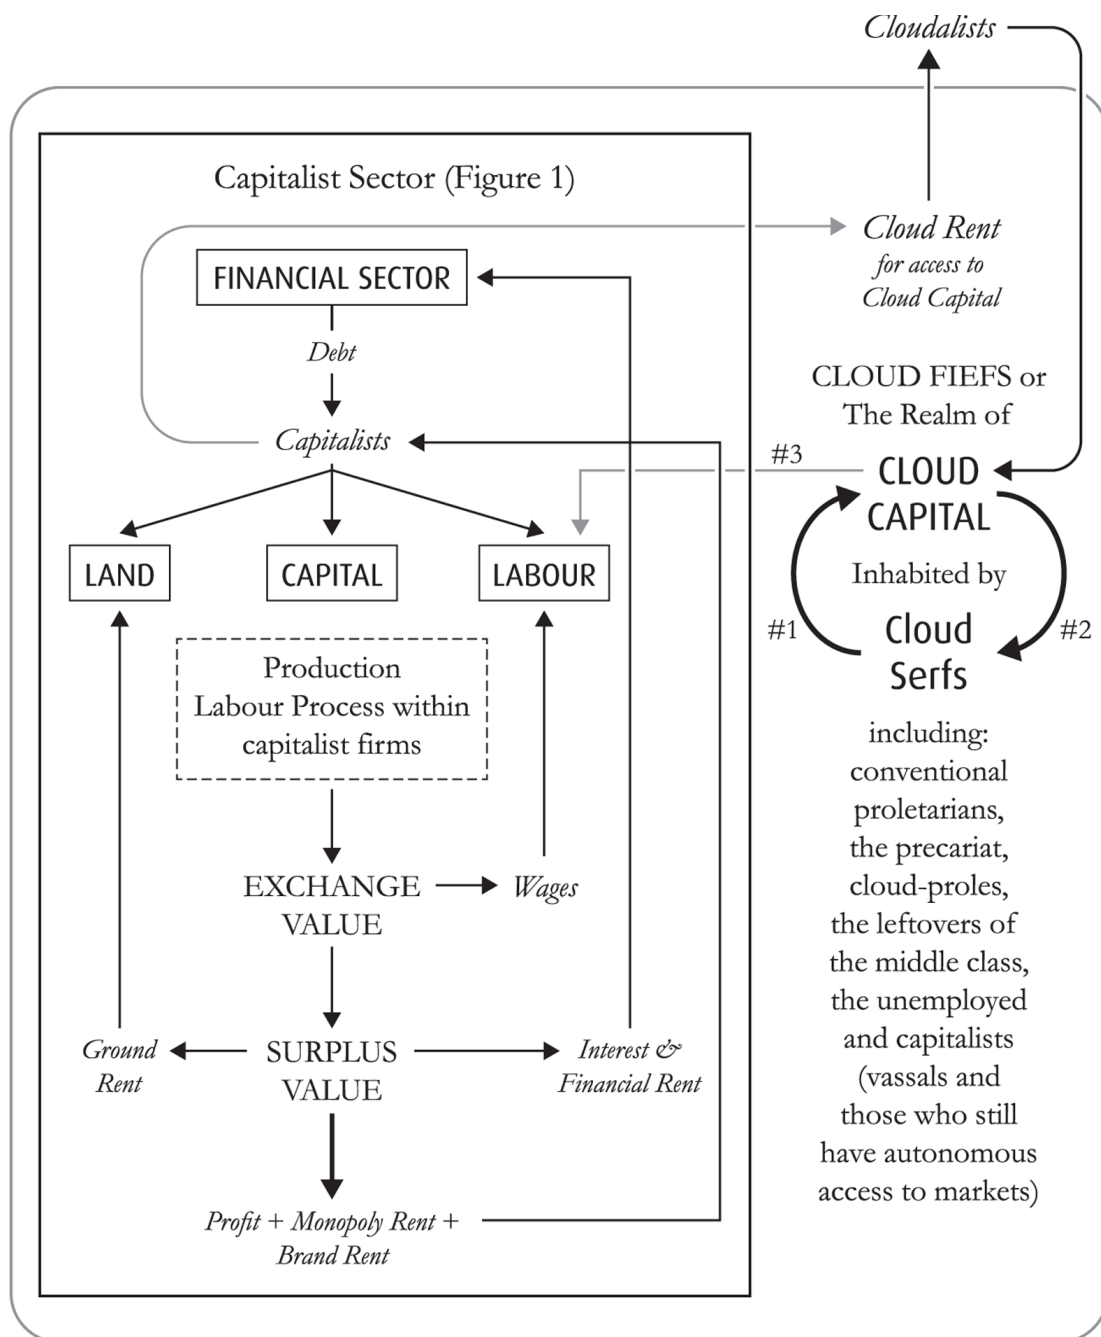 Cloudalists
Capitalist Sector (Figure 1)
Cloud Rent
for access to
Cloud Capital
FINANCIAL SECTOR
Debt
Capitalists
CLOUD FIEFS or
The Realm of
CLOUD
CAPITAL
#3
Inhabited by
#1
#2
Cloud
Serfs
LAND
CAPITAL
LABOUR
Production
Labour Process within
capitalist firms
including:
conventional
proletarians,
the precariat,
cloud-proles,
the leftovers of
the middle class,
the unemployed
and capitalists
(vassals and
those who still
have autonomous
access to markets)
EXCHANGE
VALUE
Wages
Ground
Rent
SURPLUS
VALUE
Interest &
Financial Rent
Profit + Monopoly Rent +
Brand Rent